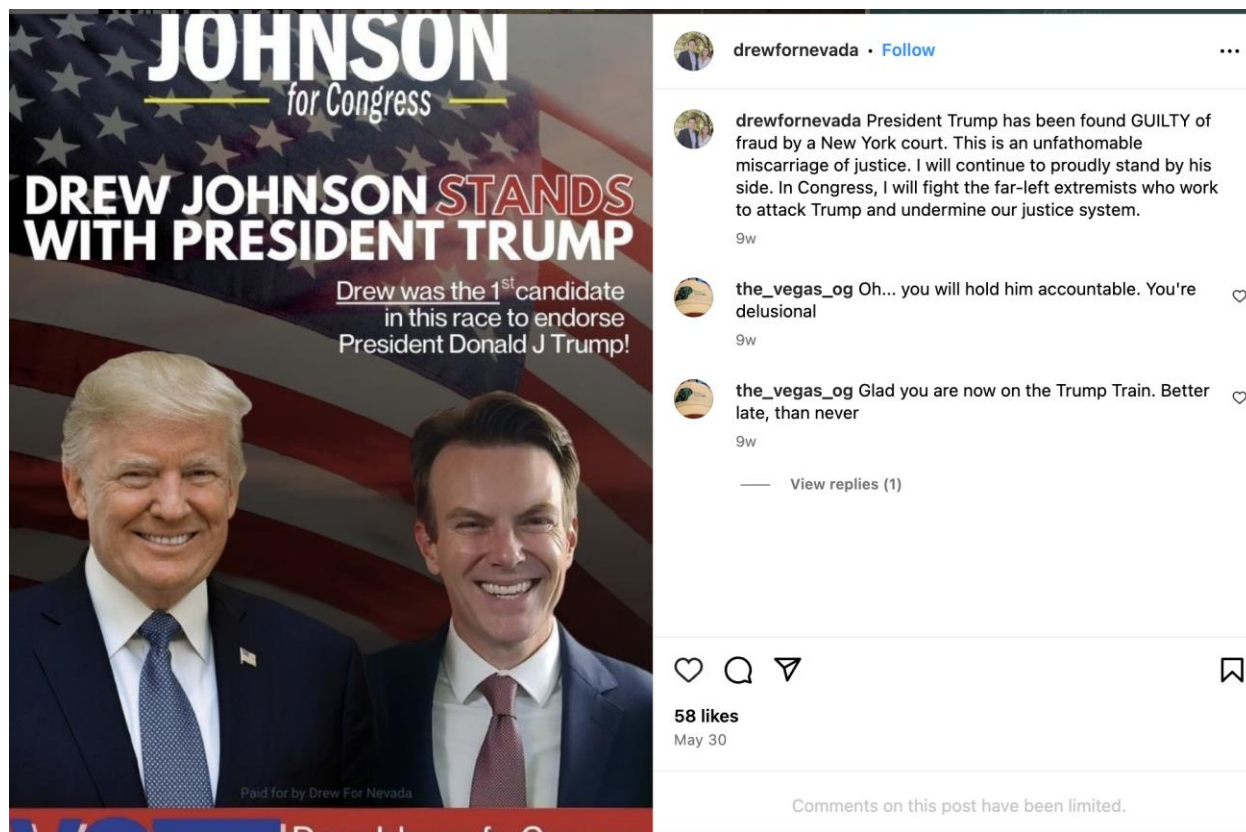 JOHNSON
for Congress
DREW JOHNSON STANDS
WITH PRESIDENT TRUMP
Drew was the 1st candidate
in this race to endorse
President Donald J Trump!
Paid for by Drew For Nevada
drewfornevada • Follow
drewfornevada President Trump has been found GUILTY of
fraud by a New York court. This is an unfathomable
miscarriage of justice. I will continue to proudly stand by his
side. In Congress, I will fight the far-left extremists who work
to attack Trump and undermine our justice system.
9w
the_vegas_og Oh... you will hold him accountable. You're
delusional
9w
the_vegas_og Glad you are now on the Trump Train. Better
late, than never
9w
View replies (1)
58 likes
May 30
Comments on this post have been limited.